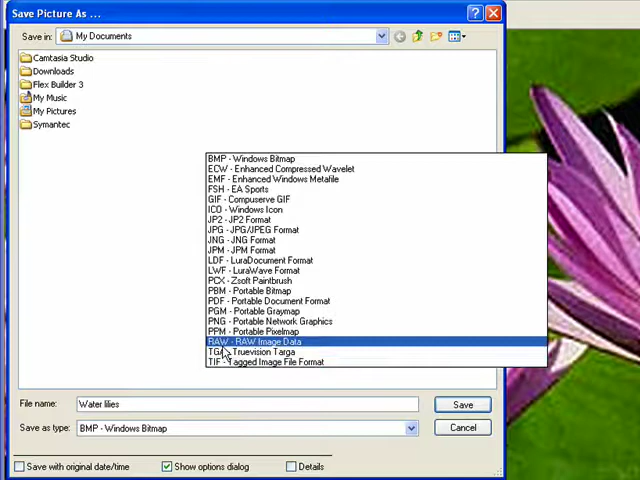 Save Picture As ...
Save in: My Documents
Camtasia Studio
Downloads
Flex Builder 3
My Music
My Pictures
Symantec
BMP - Windows Bitmap
ECW - Enhanced Compressed Wavelet
EMF - Enhanced Windows Metafile
FSH - EA Sports
GIF - Compuserve GIF
ICO - Windows Icon
JP2 - JP2 Format
JPG - JPG/JPEG Format
JNG - JNG Format
JPM - JPM Format
LDF - LuraDocument Format
LWF - LuraWave Format
PCX - Zsoft Paintbrush
PBM - Portable Bitmap
PDF - Portable Document Format
PGM - Portable Graymap
PNG - Portable Network Graphics
PPM - Portable Pixelmap
RAW - RAW Image Data
TGA - Truevision Targa
TIF - Tagged Image File Format
File name: Water lilies Save
Save as type: BMP - Windows Bitmap Cancel
Save with original date/time Show options dialog Details